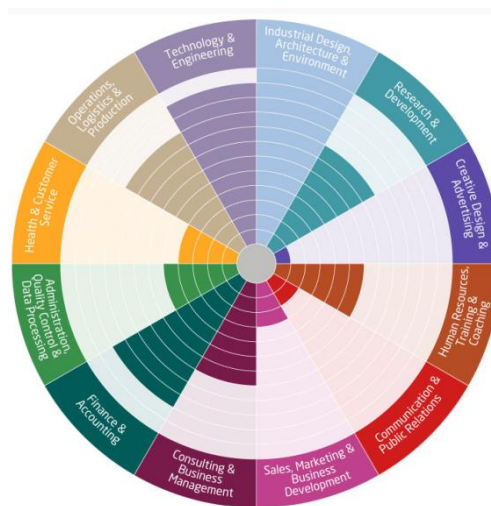 Technology &
Engineering
Industrial Design,
Architecture &
Environment
Research &
Development
Creative Design &
Advertising
Human Resources,
Training &
Coaching
Communication &
Public Relations
Sales, Marketing &
Business
Development
Consulting &
Business
Management
Finance &
Accounting
Administration,
Quality Control &
Data Processing
Health & Customer
Service
Operations,
Logistics &
Production